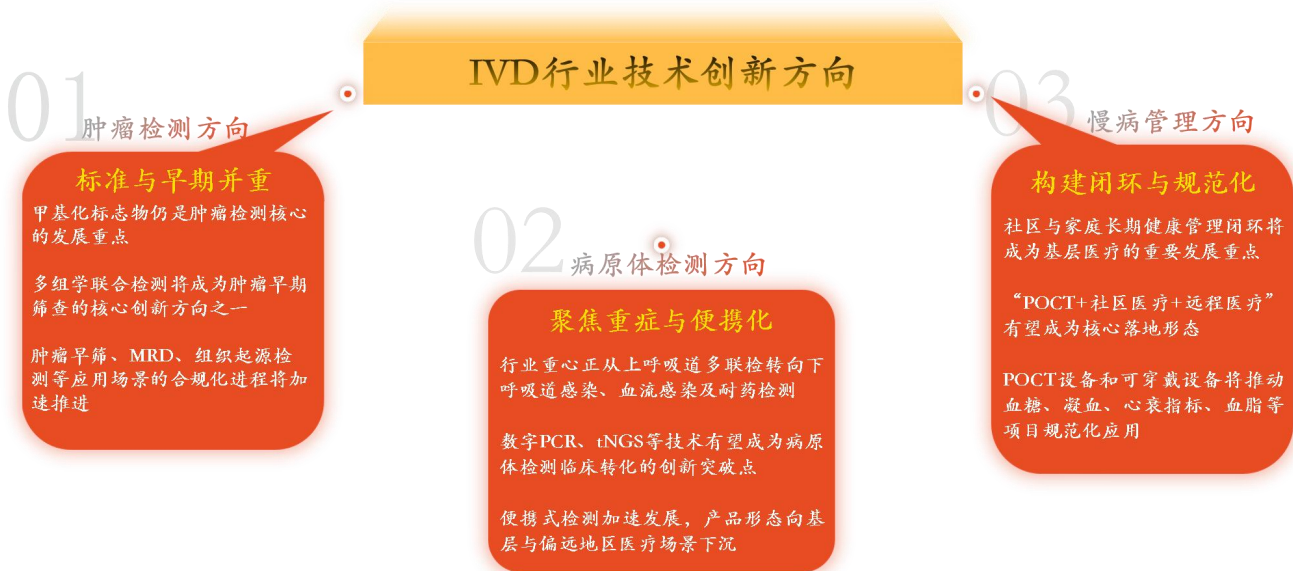 IVD行业技术创新方向
01
肿瘤检测方向
标准与早期并重
甲基化标志物仍是肿瘤检测核心
的发展重点
多组学联合检测将成为肿瘤早期
筛查的核心创新方向之一
肿瘤早筛、MRD、组织起源检
测等应用场景的合规化进程将加
速推进
02
病原体检测方向
聚焦重症与便携化
行业重心正从上呼吸道多联检转向下
呼吸道感染、血流感染及耐药检测
数字PCR、tNGS等技术有望成为病原
体检测临床转化的创新突破点
便携式检测加速发展，产品形态向基
层与偏远地区医疗场景下沉
03
慢病管理方向
构建闭环与规范化
社区与家庭长期健康管理闭环将
成为基层医疗的重要发展重点
“POCT+社区医疗+远程医疗”
有望成为核心落地形态
POCT设备和可穿戴设备将推动
血糖、凝血、心衰指标、血脂等
项目规范化应用